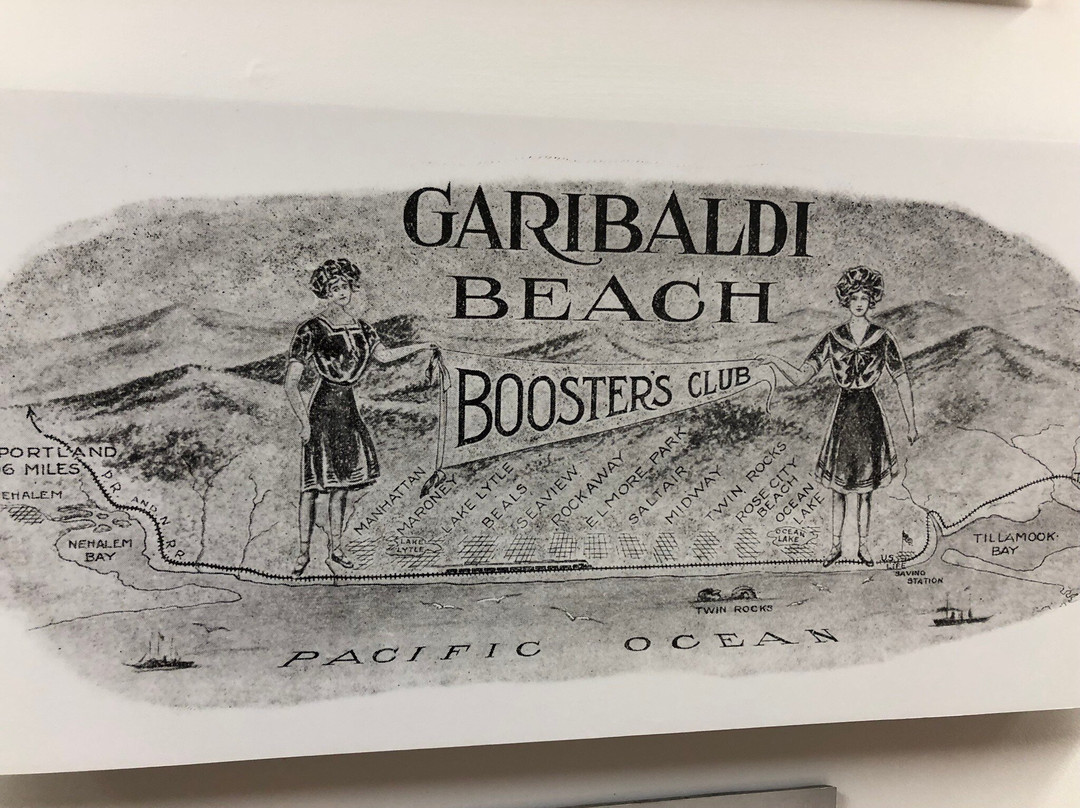 GARIBALDI
BEACH
BOOSTER'S CLUB
PORTLAND
6 MILES
EHALEM
NEHALEM
BAY
P.R. AND N. R.R.
MANHATTAN
MARONEY
LAKE LYTLE
BEALS
SEAVIEW
ROCKAWAY
ELMORE PARK
SALTAIR
MIDWAY
TWIN ROCKS
ROSE CITY
BEACH
OCEAN
LAKE
LAKE
LYTLE
OCEAN
LAKE
U.S.
LIFE
SAVING
STATION
TILLAMOOK
BAY
TWIN ROCKS
PACIFIC OCEAN